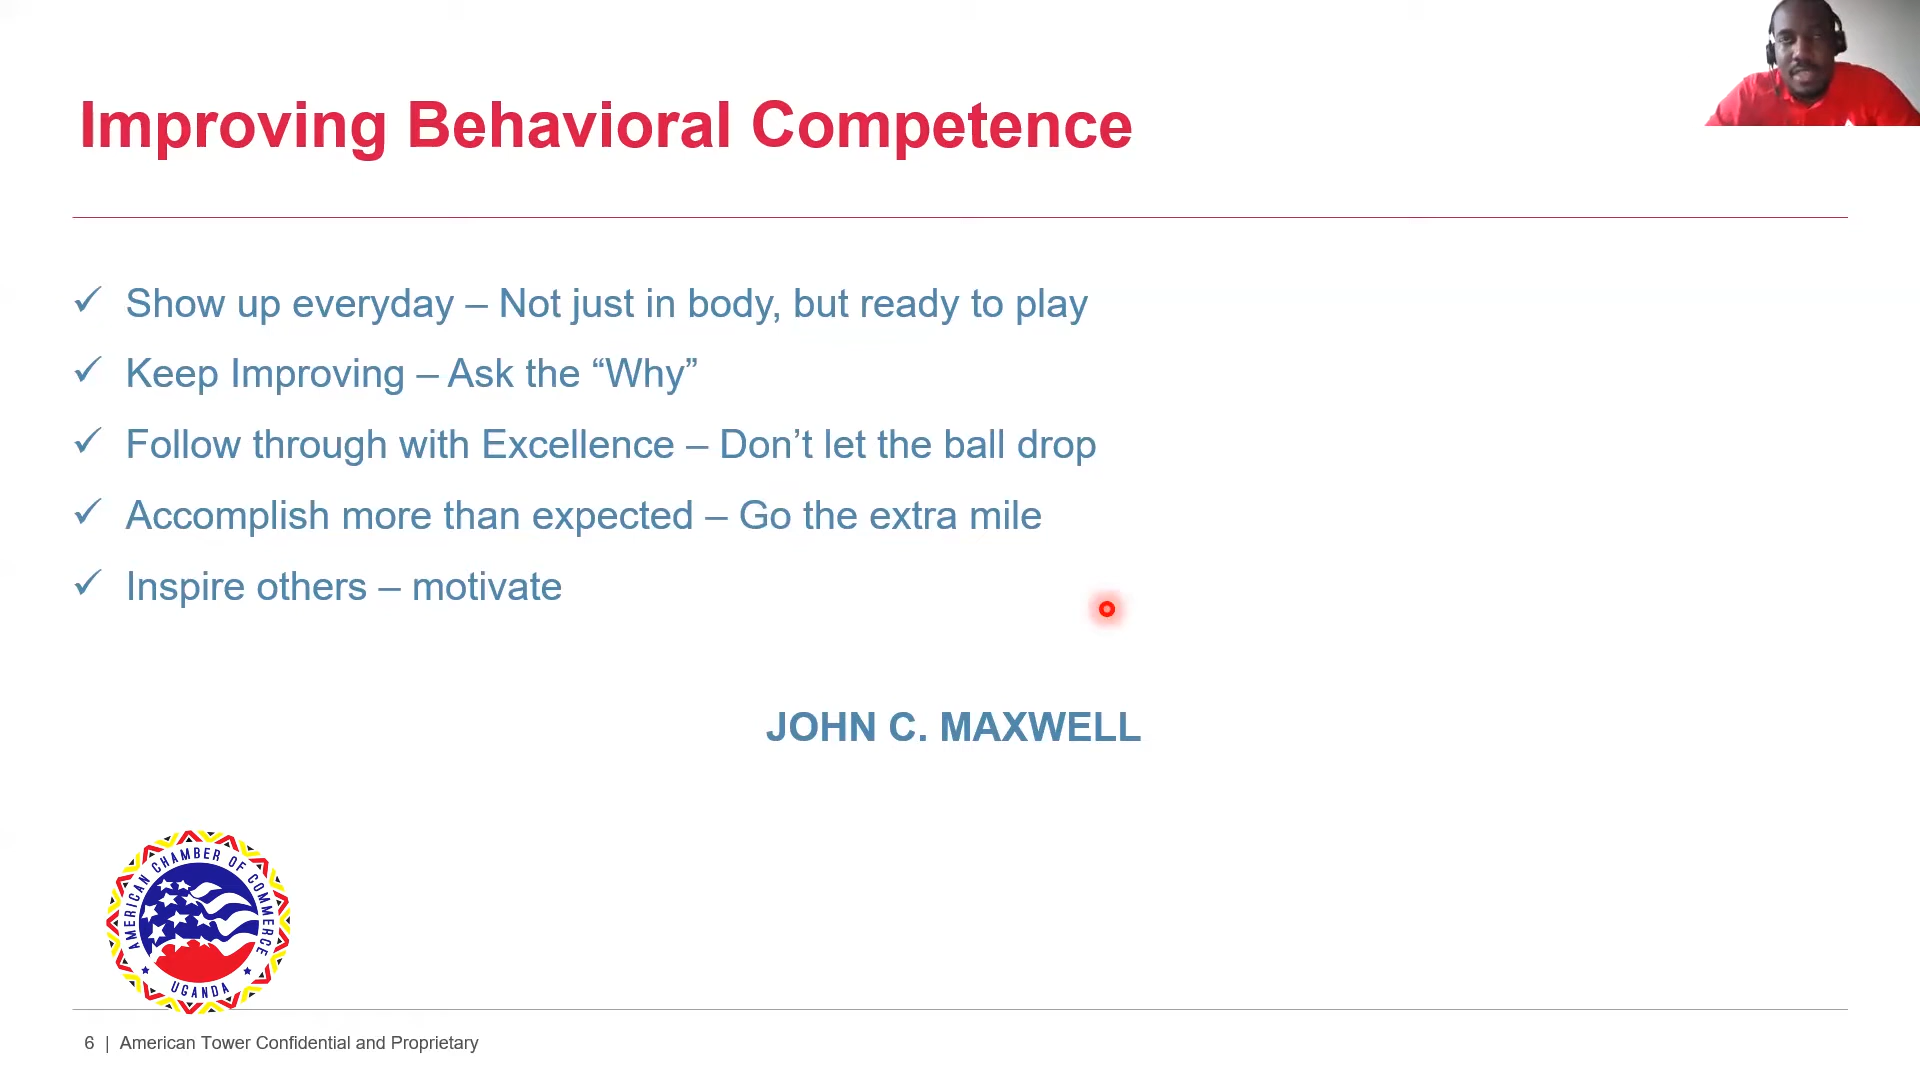 Improving Behavioral Competence
✓ Show up everyday – Not just in body, but ready to play
✓ Keep Improving – Ask the “Why”
✓ Follow through with Excellence – Don’t let the ball drop
✓ Accomplish more than expected – Go the extra mile
✓ Inspire others – motivate
JOHN C. MAXWELL
AMERICAN CHAMBER OF COMMERCE
UGANDA
6 | American Tower Confidential and Proprietary